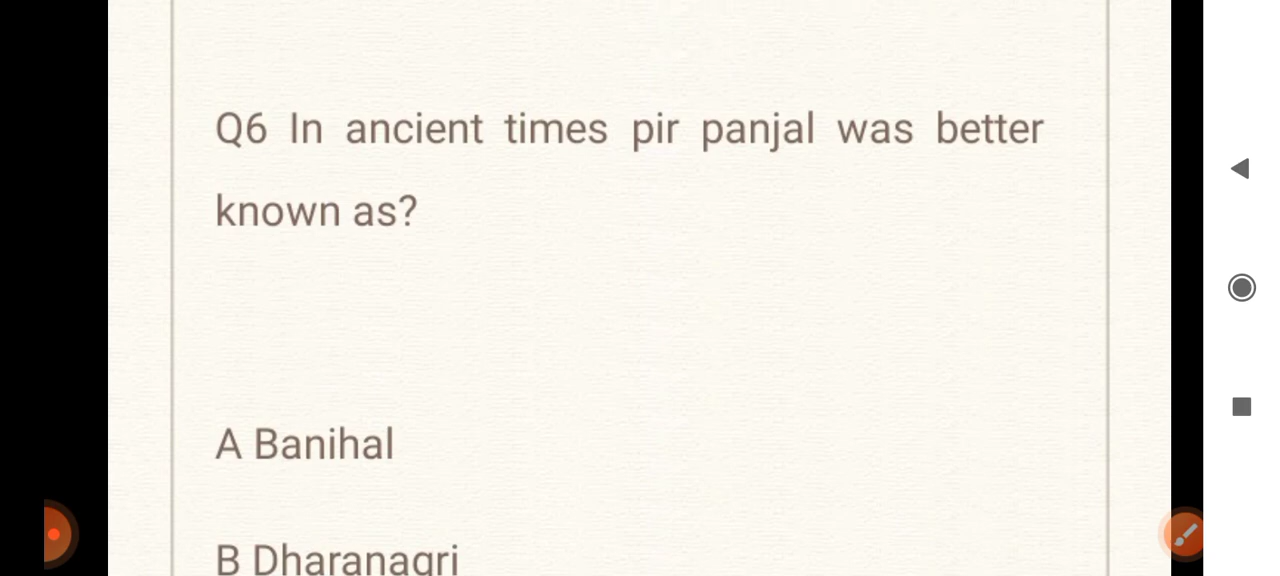 Q6 In ancient times pir panjal was better
known as?
A Banihal
B Dharanagri